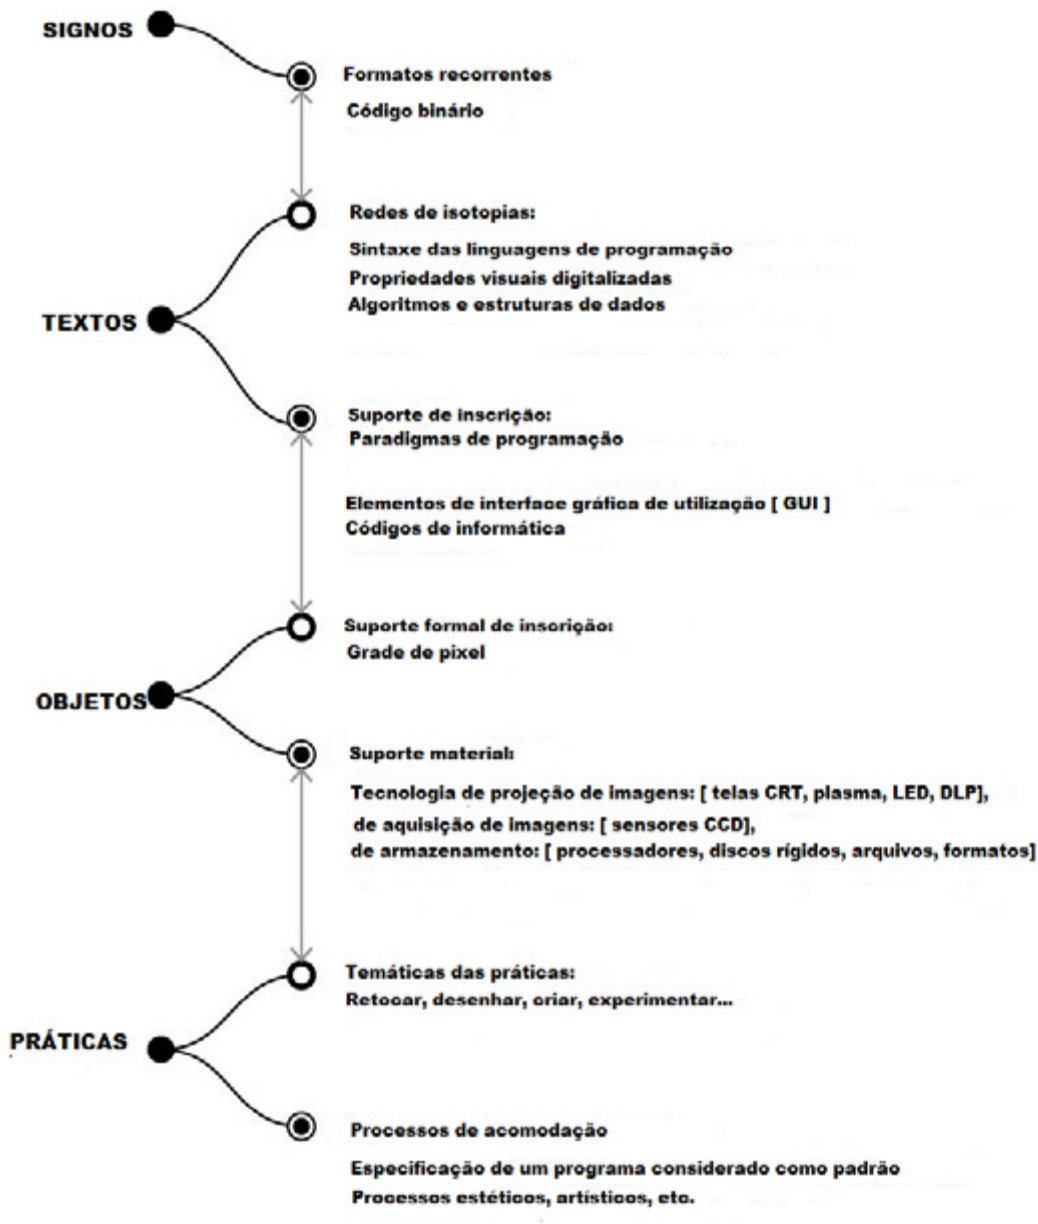 SIGNOS
Formatos recorrentes
Código binário
Redes de isotopias:
Sintaxe das linguagens de programação
Propriedades visuais digitalizadas
Algoritmos e estruturas de dados
TEXTOS
Suporte de inscrição:
Paradigmas de programação
Elementos de interface gráfica de utilização [ GUI ]
Códigos de informática
Suporte formal de inscrição:
Grade de pixel
OBJETOS
Suporte material:
Tecnologia de projeção de imagens: [ telas CRT, plasma, LED, DLP],
de aquisição de imagens: [ sensores CCD],
de armazenamento: [ processadores, discos rígidos, arquivos, formatos]
Temáticas das práticas:
Retocar, desenhar, criar, experimentar...
PRÁTICAS
Processos de acomodação
Especificação de um programa considerado como padrão
Processos estéticos, artísticos, etc.